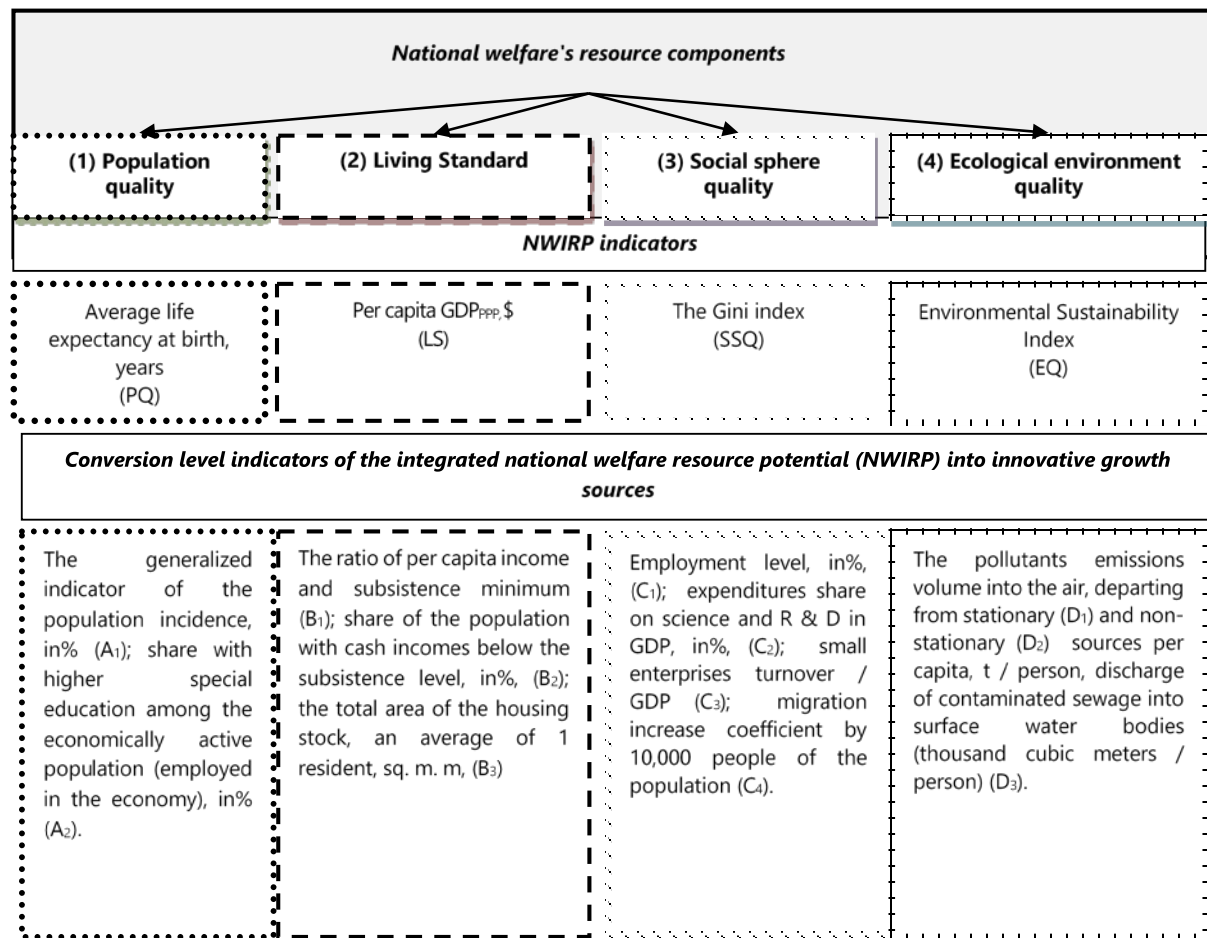 National welfare's resource components
(1) Population
quality
(2) Living Standard
(3) Social sphere
quality
(4) Ecological environment
quality
NWIRP indicators
Average life
expectancy at birth,
years
(PQ)
Per capita GDPPPP, $
(LS)
The Gini index
(SSQ)
Environmental Sustainability
Index
(EQ)
Conversion level indicators of the integrated national welfare resource potential (NWIRP) into innovative growth
sources
The generalized
indicator of the
population incidence,
in% (A1); share with
higher special
education among the
economically active
population (employed
in the economy), in%
(A2).
The ratio of per capita income
and subsistence minimum
(B1); share of the population
with cash incomes below the
subsistence level, in%, (B2);
the total area of the housing
stock, an average of 1
resident, sq. m. m, (B3)
Employment level, in%,
(C1); expenditures share
on science and R & D in
GDP, in%, (C2); small
enterprises turnover /
GDP (C3); migration
increase coefficient by
10,000 people of the
population (C4).
The pollutants emissions
volume into the air, departing
from stationary (D1) and non-
stationary (D2) sources per
capita, t / person, discharge
of contaminated sewage into
surface water bodies
(thousand cubic meters /
person) (D3).